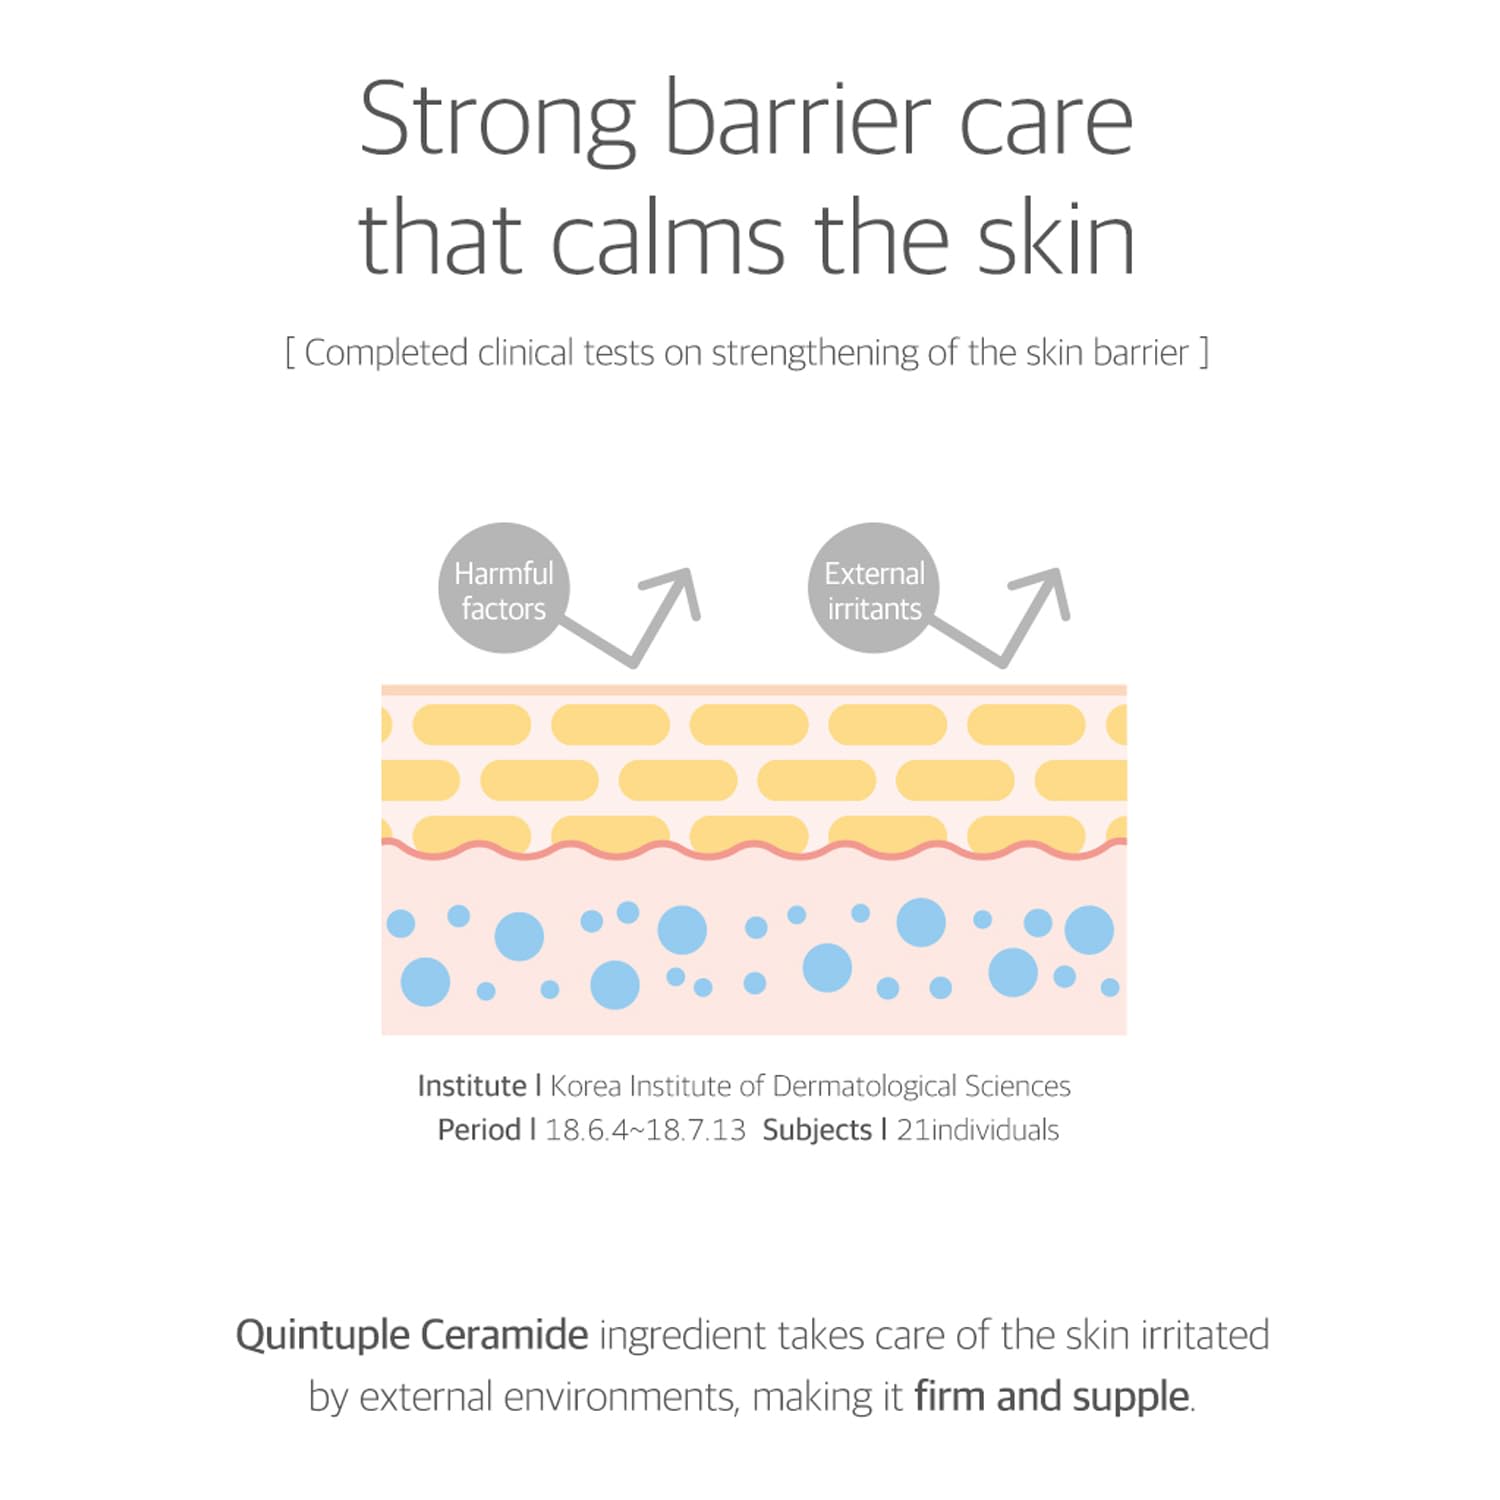 Strong barrier care
that calms the skin
[ Completed clinical tests on strengthening of the skin barrier ]
Harmful
factors
External
irritants
Institute l Korea Institute of Dermatological Sciences
Period l 18.6.4~18.7.13 Subjects l 21individuals
Quintuple Ceramide ingredient takes care of the skin irritated
by external environments, making it firm and supple.